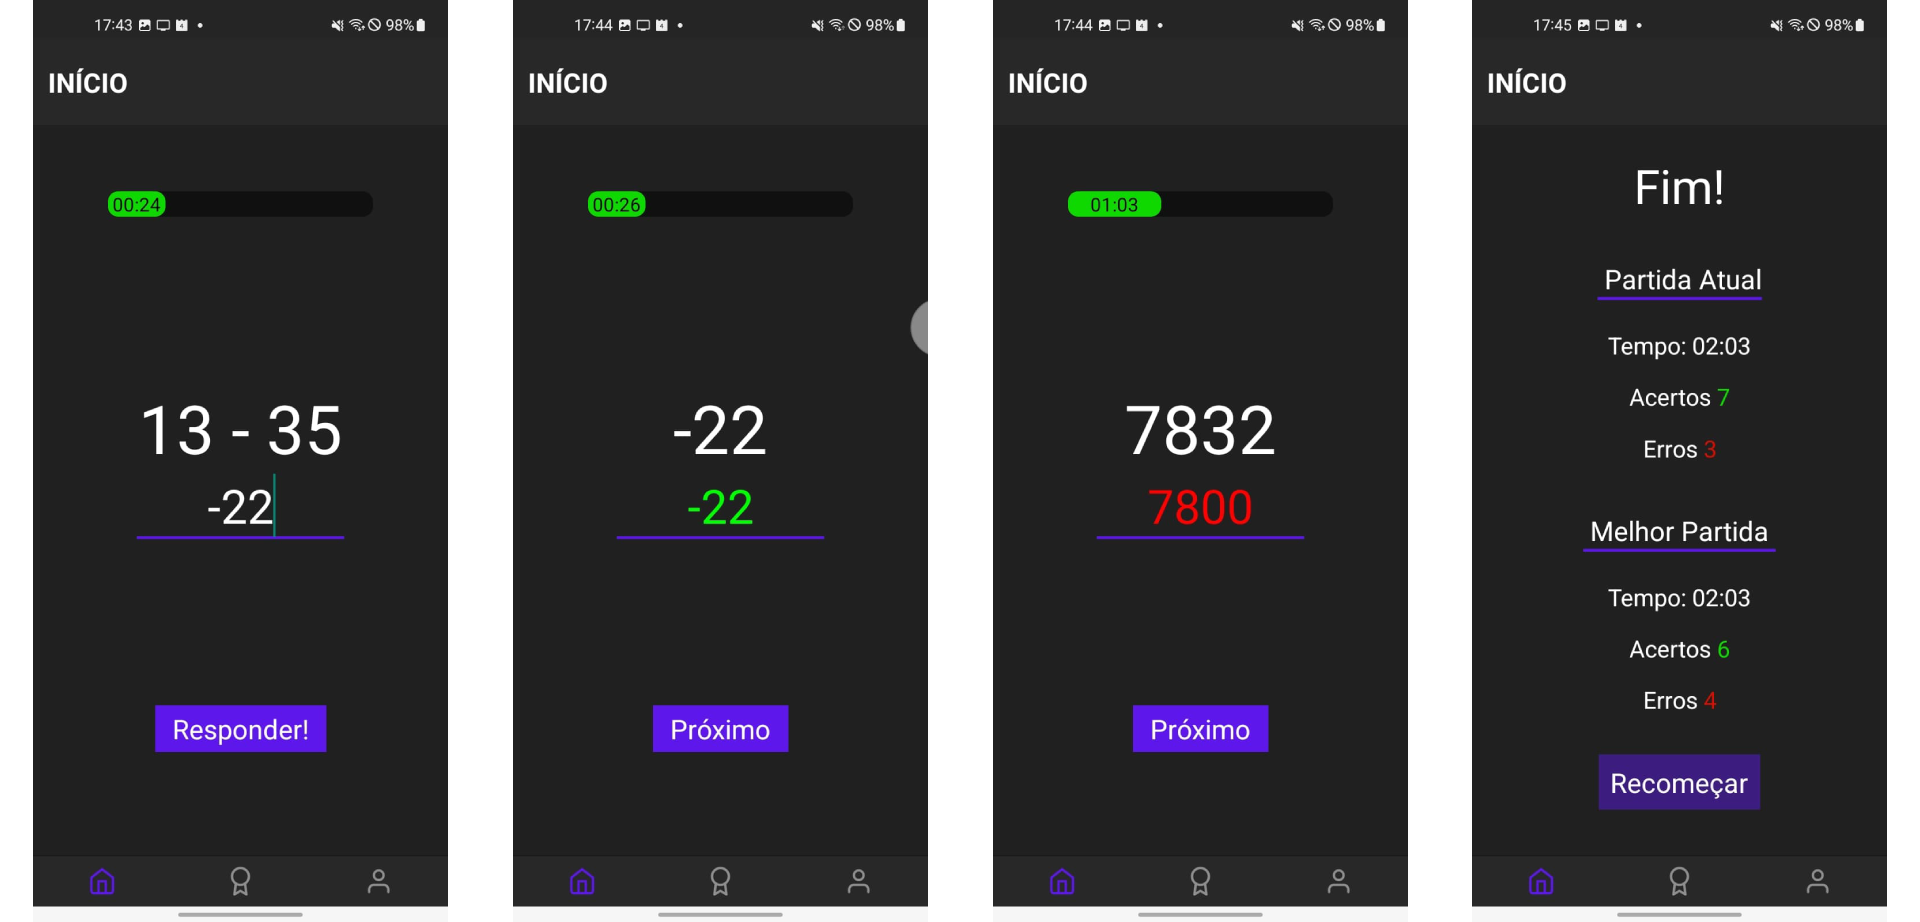 17:43 98%
INÍCIO
00:24
13 - 35
-22
Responder!
17:44 98%
INÍCIO
00:26
-22
-22
Próximo
17:44 98%
INÍCIO
01:03
7832
7800
Próximo
17:45 98%
INÍCIO
Fim!
Partida Atual
Tempo: 02:03
Acertos 7
Erros 3
Melhor Partida
Tempo: 02:03
Acertos 6
Erros 4
Recomeçar